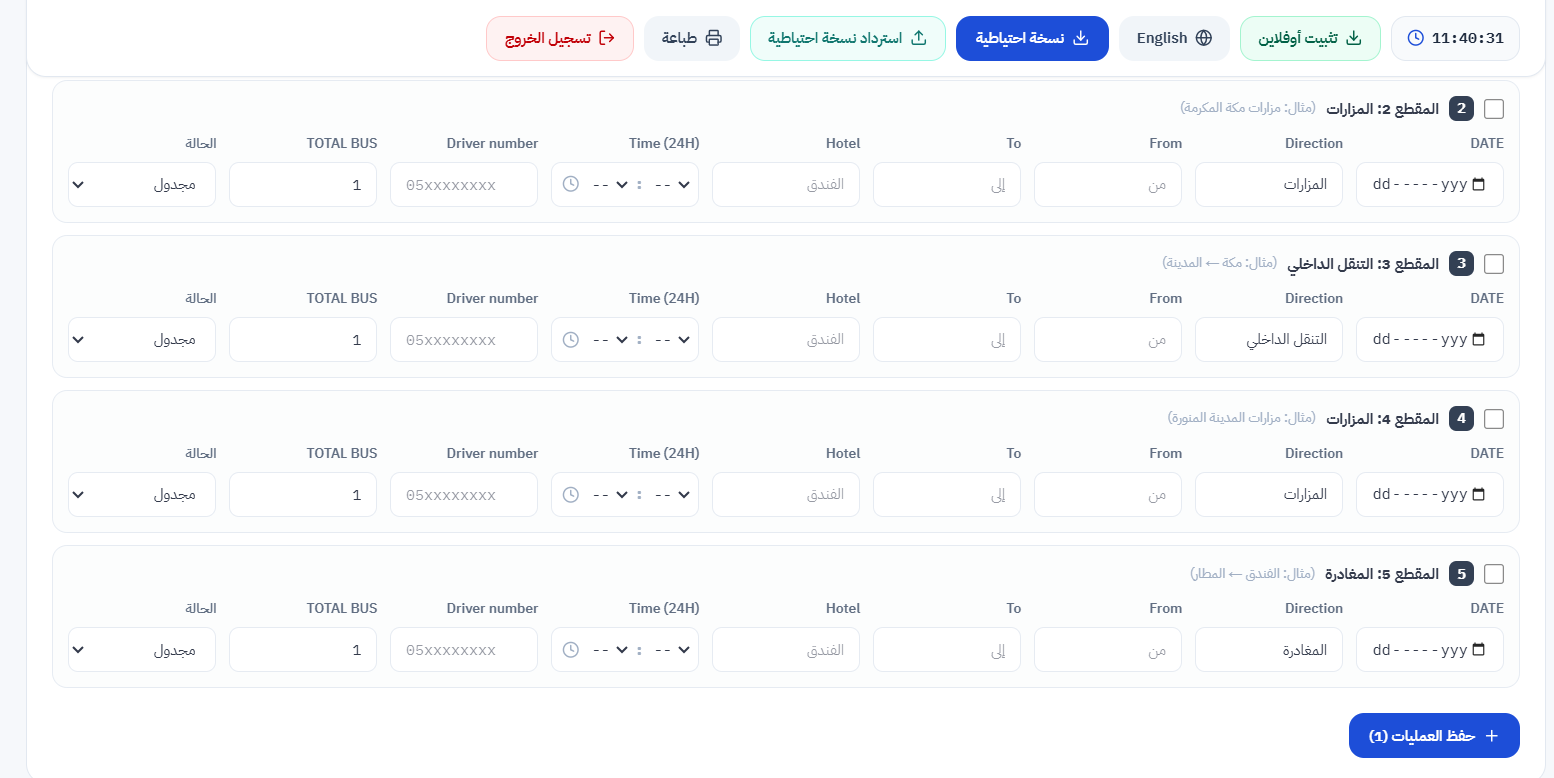 11:40:31 تثبيت أوفلاين English نسخة احتياطية استرداد نسخة احتياطية طباعة تسجيل الخروج
2 المقطع 2: المزارات (مثال: مزارات مكة المكرمة)
DATE Direction From To Hotel Time (24H) Driver number TOTAL BUS الحالة
dd-----yyy المزارات من إلى الفندق -- : -- 05xxxxxxxx 1 مجدول
3 المقطع 3: التنقل الداخلي (مثال: مكة ← المدينة)
DATE Direction From To Hotel Time (24H) Driver number TOTAL BUS الحالة
dd-----yyy التنقل الداخلي من إلى الفندق -- : -- 05xxxxxxxx 1 مجدول
4 المقطع 4: المزارات (مثال: مزارات المدينة المنورة)
DATE Direction From To Hotel Time (24H) Driver number TOTAL BUS الحالة
dd-----yyy المزارات من إلى الفندق -- : -- 05xxxxxxxx 1 مجدول
5 المقطع 5: المغادرة (مثال: الفندق ← المطار)
DATE Direction From To Hotel Time (24H) Driver number TOTAL BUS الحالة
dd-----yyy المغادرة من إلى الفندق -- : -- 05xxxxxxxx 1 مجدول
+ حفظ العمليات (1)